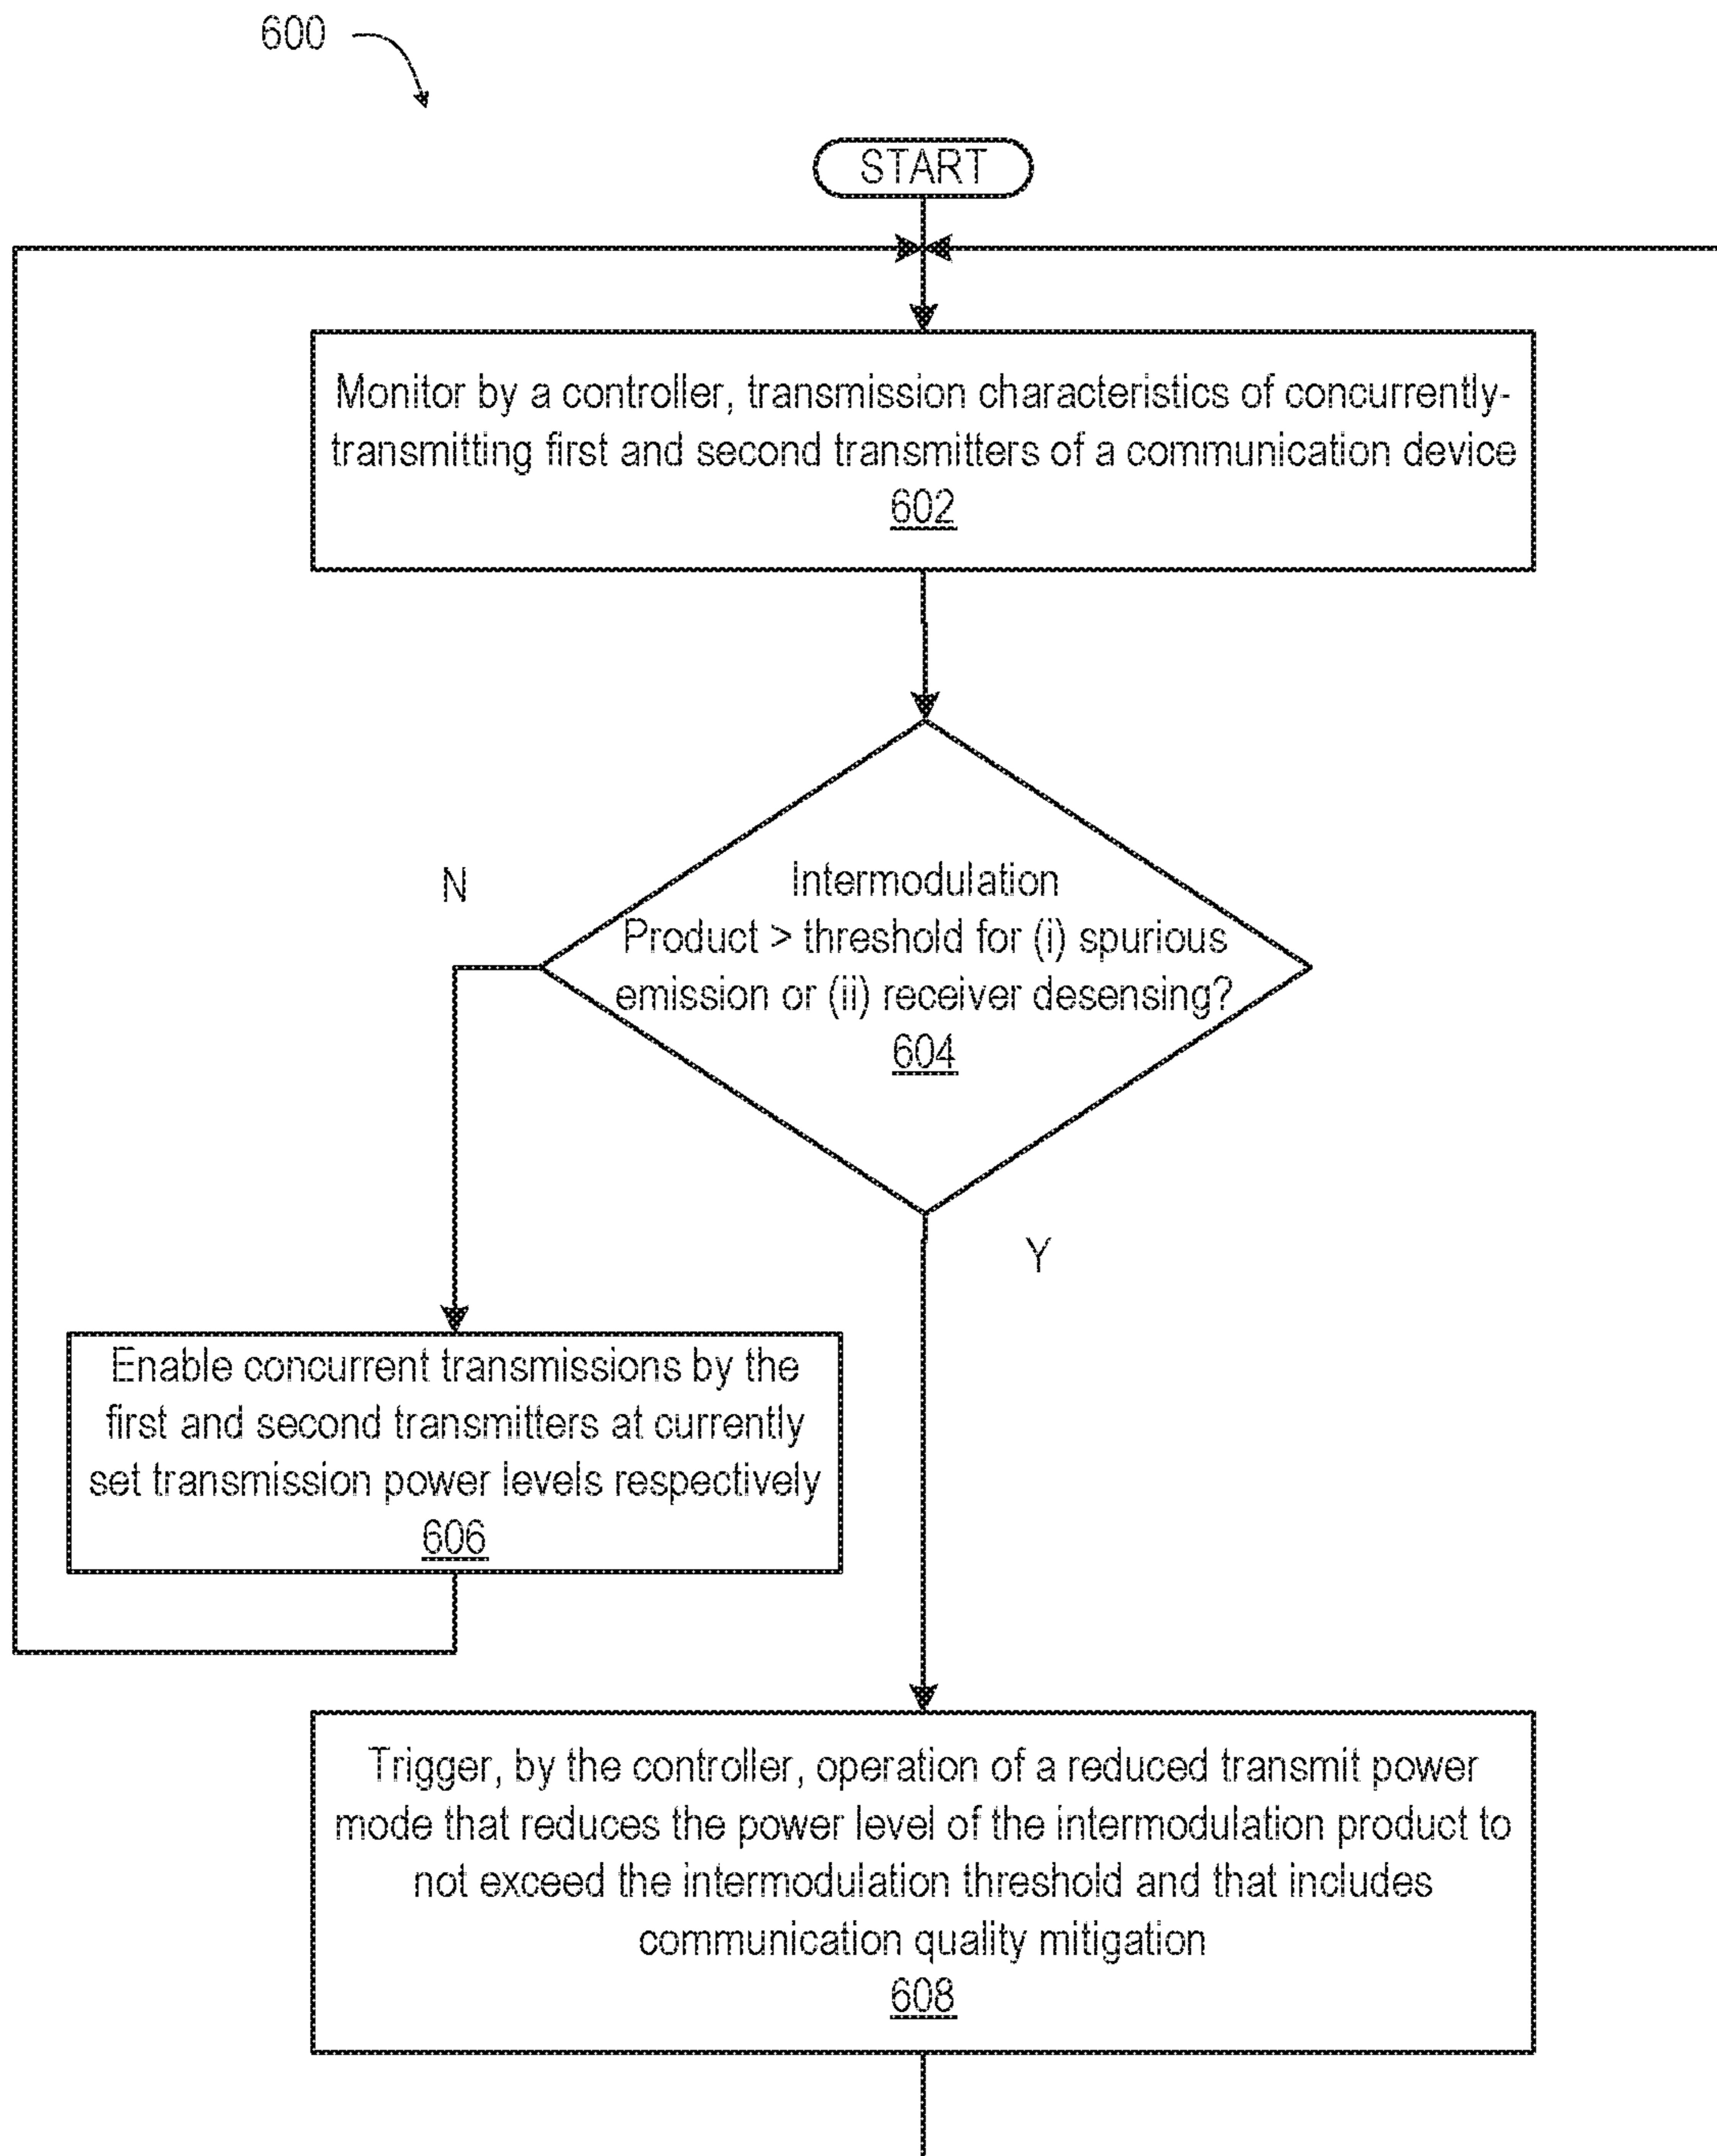 600
START
Monitor by a controller, transmission characteristics of concurrently-
transmitting first and second transmitters of a communication device
602
Intermodulation
Product > threshold for (i) spurious
emission or (ii) receiver desensing?
604
N
Y
Enable concurrent transmissions by the
first and second transmitters at currently
set transmission power levels respectively
606
Trigger, by the controller, operation of a reduced transmit power
mode that reduces the power level of the intermodulation product to
not exceed the intermodulation threshold and that includes
communication quality mitigation
608